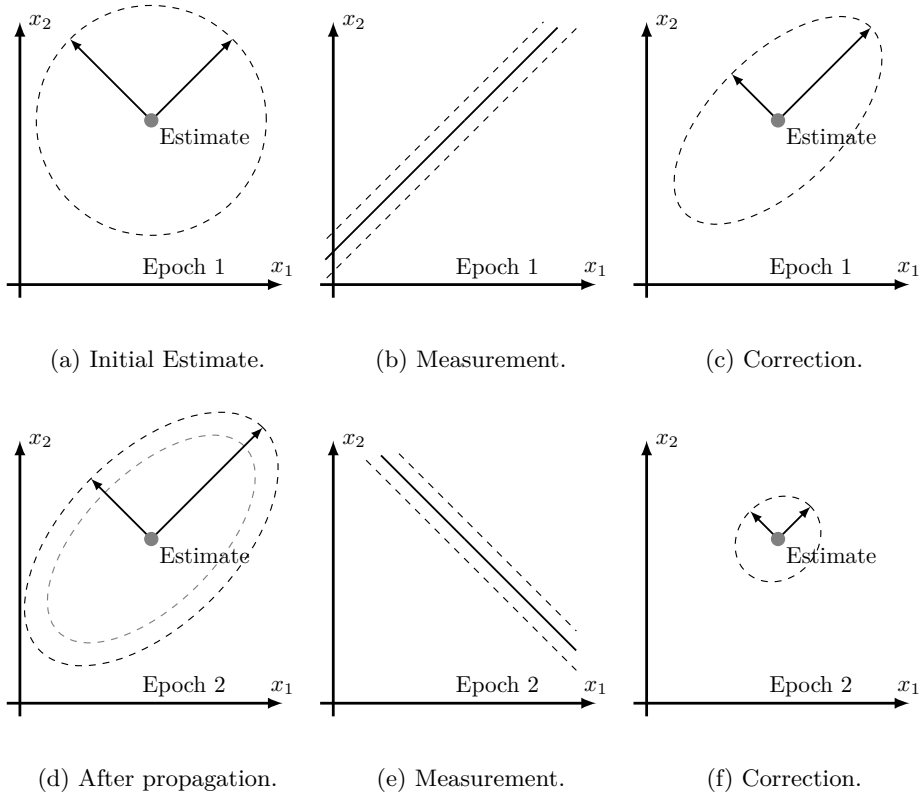 x₂
Estimate
Epoch 1
x₁
(a) Initial Estimate.
x₂
Epoch 1
x₁
(b) Measurement.
x₂
Estimate
Epoch 1
x₁
(c) Correction.
x₂
Estimate
Epoch 2
x₁
(d) After propagation.
x₂
Epoch 2
x₁
(e) Measurement.
x₂
Estimate
Epoch 2
x₁
(f) Correction.